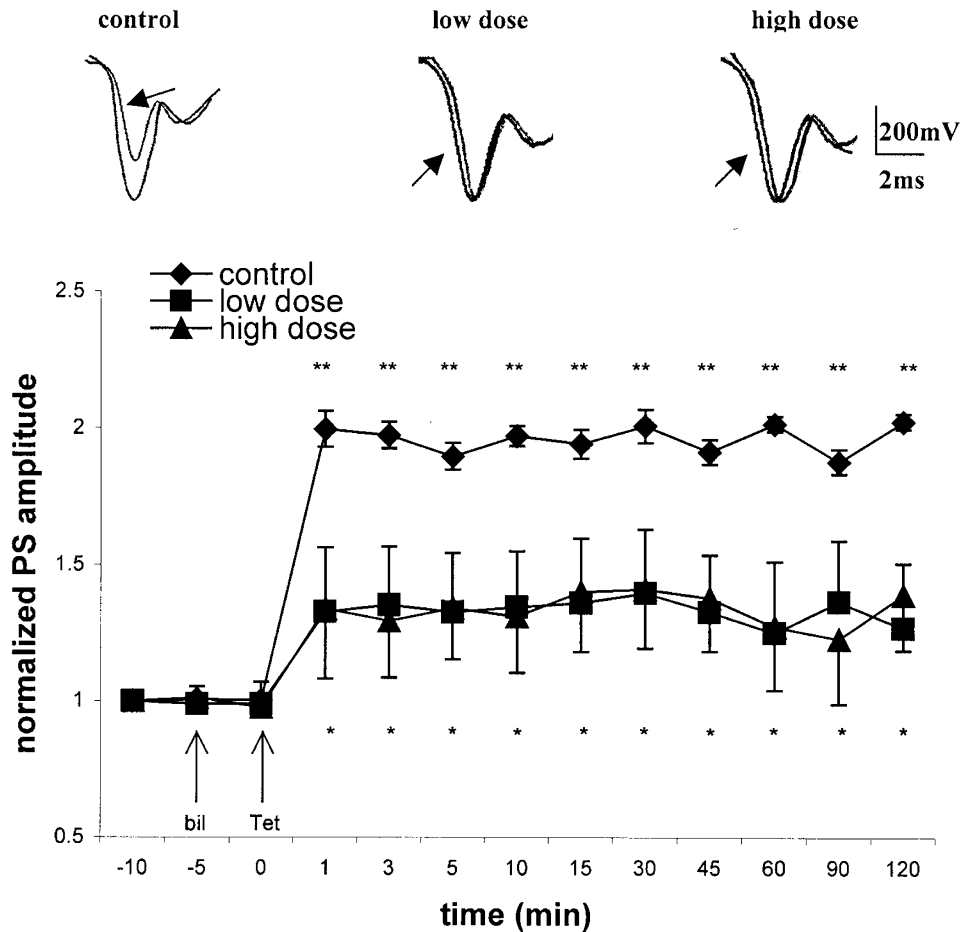 control low dose high dose
200mV
2ms
control
low dose
high dose
2.5
2
1.5
1
0.5
normalized PS amplitude
** ** ** ** ** ** ** ** ** **
* * * * * * * * * *
bil Tet
-10 -5 0 1 3 5 10 15 30 45 60 90 120
time (min)